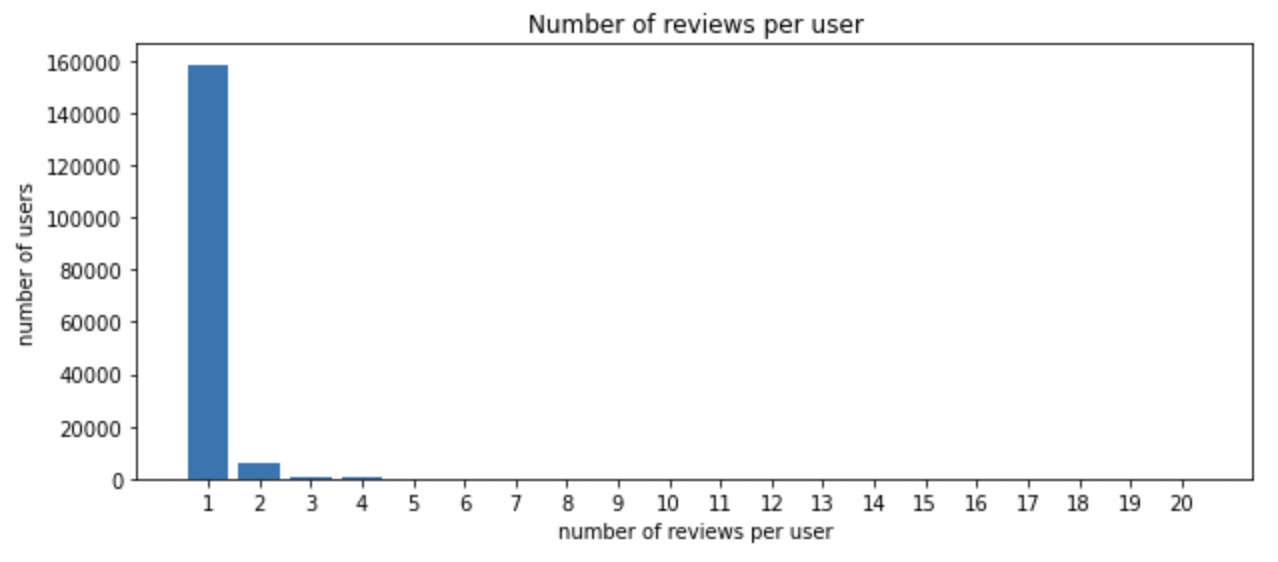 Number of reviews per user
160000
140000
120000
100000
80000
60000
40000
20000
0
number of users
1 2 3 4 5 6 7 8 9 10 11 12 13 14 15 16 17 18 19 20
number of reviews per user